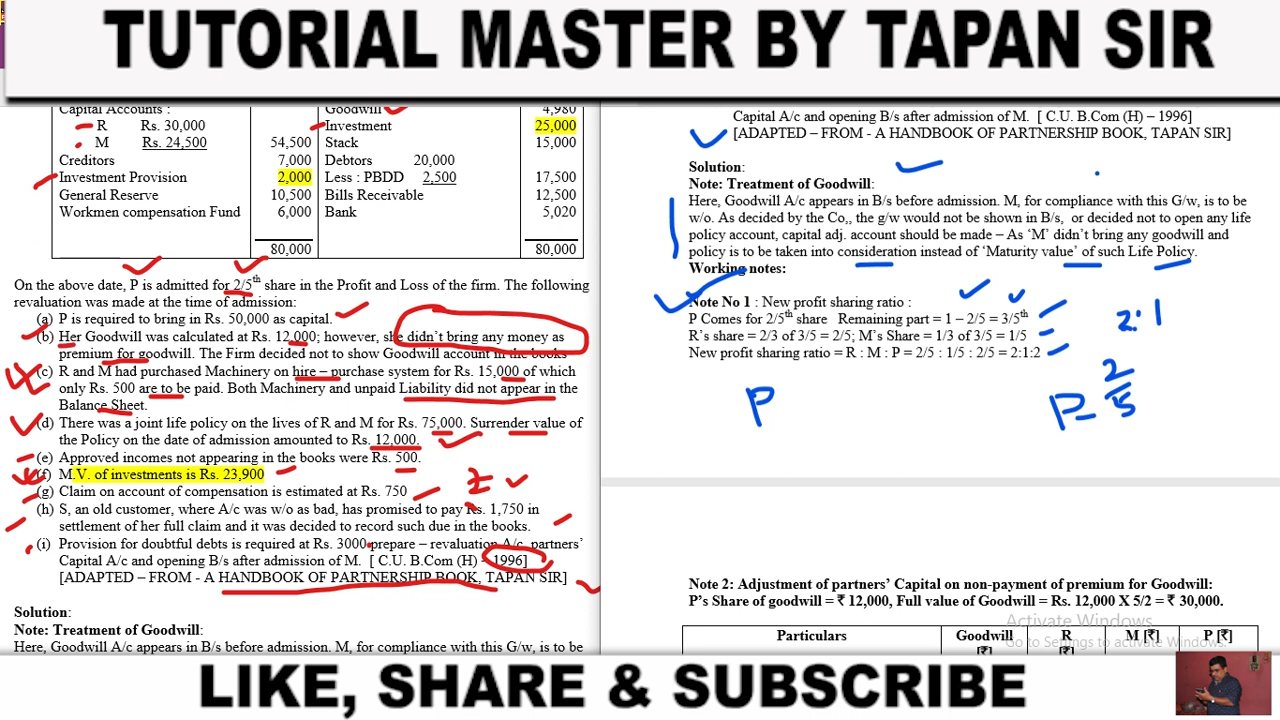 TUTORIAL MASTER BY TAPAN SIR
Capital Accounts : Goodwill 4,980
R Rs. 30,000 Investment 25,000
M Rs. 24,500 54,500 Stack 15,000
Creditors 7,000 Debtors 20,000
Investment Provision 2,000 Less : PBDD 2,500 17,500
General Reserve 10,500 Bills Receivable 12,500
Workmen compensation Fund 6,000 Bank 5,020
80,000 80,000
On the above date, P is admitted for 2/5th share in the Profit and Loss of the firm. The following
revaluation was made at the time of admission:
(a) P is required to bring in Rs. 50,000 as capital.
(b) Her Goodwill was calculated at Rs. 12,000; however, she didn't bring any money as
premium for goodwill. The Firm decided not to show Goodwill account in the books
(c) R and M had purchased Machinery on hire – purchase system for Rs. 15,000 of which
only Rs. 500 are to be paid. Both Machinery and unpaid Liability did not appear in the
Balance Sheet.
(d) There was a joint life policy on the lives of R and M for Rs. 75,000. Surrender value of
the Policy on the date of admission amounted to Rs. 12,000.
(e) Approved incomes not appearing in the books were Rs. 500.
(f) M.V. of investments is Rs. 23,900
(g) Claim on account of compensation is estimated at Rs. 750
(h) S, an old customer, where A/c was w/o as bad, has promised to pay Rs. 1,750 in
settlement of her full claim and it was decided to record such due in the books.
(i) Provision for doubtful debts is required at Rs. 3000 prepare – revaluation A/c, partners'
Capital A/c and opening B/s after admission of M. [ C.U. B.Com (H) – 1996]
[ADAPTED – FROM - A HANDBOOK OF PARTNERSHIP BOOK, TAPAN SIR]
Solution:
Note: Treatment of Goodwill:
Here, Goodwill A/c appears in B/s before admission. M, for compliance with this G/w, is to be
Capital A/c and opening B/s after admission of M. [ C.U. B.Com (H) – 1996]
[ADAPTED – FROM - A HANDBOOK OF PARTNERSHIP BOOK, TAPAN SIR]
Solution:
Note: Treatment of Goodwill:
Here, Goodwill A/c appears in B/s before admission. M, for compliance with this G/w, is to be
w/o. As decided by the Co,, the g/w would not be shown in B/s, or decided not to open any life
policy account, capital adj. account should be made – As ‘M’ didn't bring any goodwill and
policy is to be taken into consideration instead of ‘Maturity value’ of such Life Policy.
Working notes:
Note No 1 : New profit sharing ratio :
P Comes for 2/5th share Remaining part = 1 – 2/5 = 3/5th
R's share = 2/3 of 3/5 = 2/5; M's Share = 1/3 of 3/5 = 1/5
New profit sharing ratio = R : M : P = 2/5 : 1/5 : 2/5 = 2:1:2
2:1
P
P = 2/5
Note 2: Adjustment of partners' Capital on non-payment of premium for Goodwill:
P's Share of goodwill = ₹ 12,000, Full value of Goodwill = Rs. 12,000 X 5/2 = ₹ 30,000.
Activate Windows
Go to Settings to activate Windows.
Particulars Goodwill R M [₹] P [₹]
[₹] [₹]
LIKE, SHARE & SUBSCRIBE